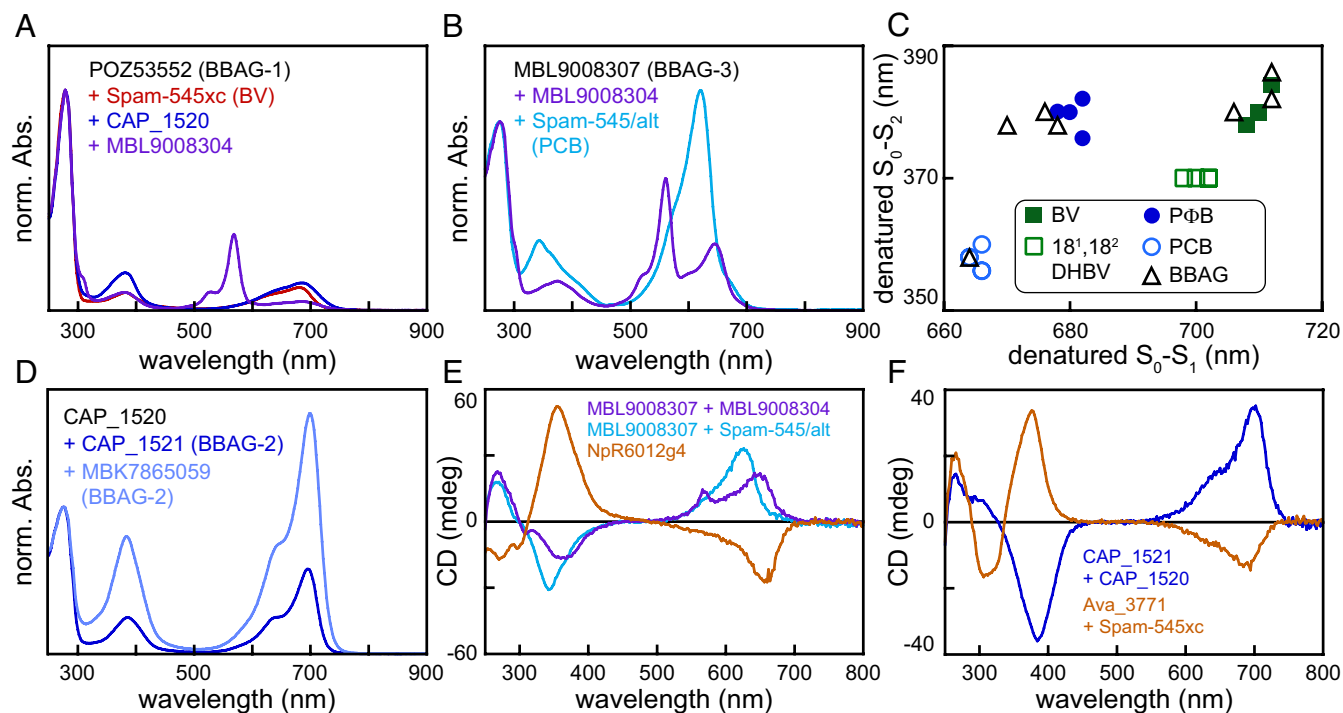 A
norm. Abs.
POZ53552 (BBAG-1)
+ Spam-545xc (BV)
+ CAP_1520
+ MBL9008304
300 500 700 900
wavelength (nm)
B
norm. Abs.
MBL9008307 (BBAG-3)
+ MBL9008304
+ Spam-545/alt
(PCB)
300 500 700 900
wavelength (nm)
C
denatured S0-S2 (nm)
390
370
350
BV PΦB
18¹,18² PCB
DHBV BBAG
660 680 700 720
denatured S0-S1 (nm)
D
norm. Abs.
CAP_1520
+ CAP_1521 (BBAG-2)
+ MBK7865059
(BBAG-2)
300 500 700 900
wavelength (nm)
E
CD (mdeg)
60
0
-60
MBL9008307 + MBL9008304
MBL9008307 + Spam-545/alt
NpR6012g4
300 400 500 600 700 800
wavelength (nm)
F
CD (mdeg)
40
0
-40
CAP_1521
+ CAP_1520
Ava_3771
+ Spam-545xc
300 400 500 600 700 800
wavelength (nm)